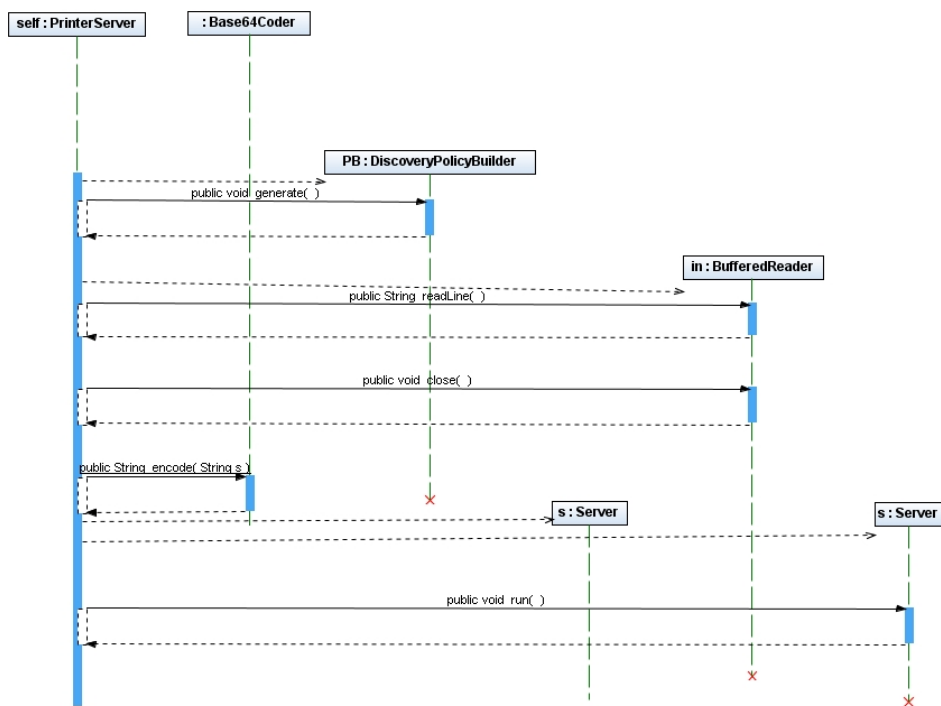 self : PrinterServer
: Base64Coder
PB : DiscoveryPolicyBuilder
public void generate( )
in : BufferedReader
public String readLine( )
public void close( )
public String encode( String s )
s : Server
s : Server
public void run( )